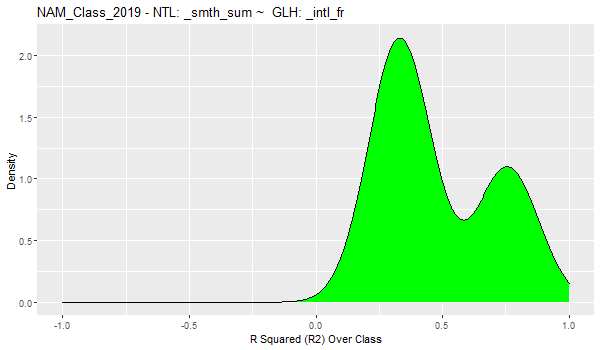 NAM_Class_2019 - NTL: _smth_sum ~  GLH: _intl_fr
Density
2.0
1.5
1.0
0.5
0.0
-1.0 -0.5 0.0 0.5 1.0
R Squared (R2) Over Class